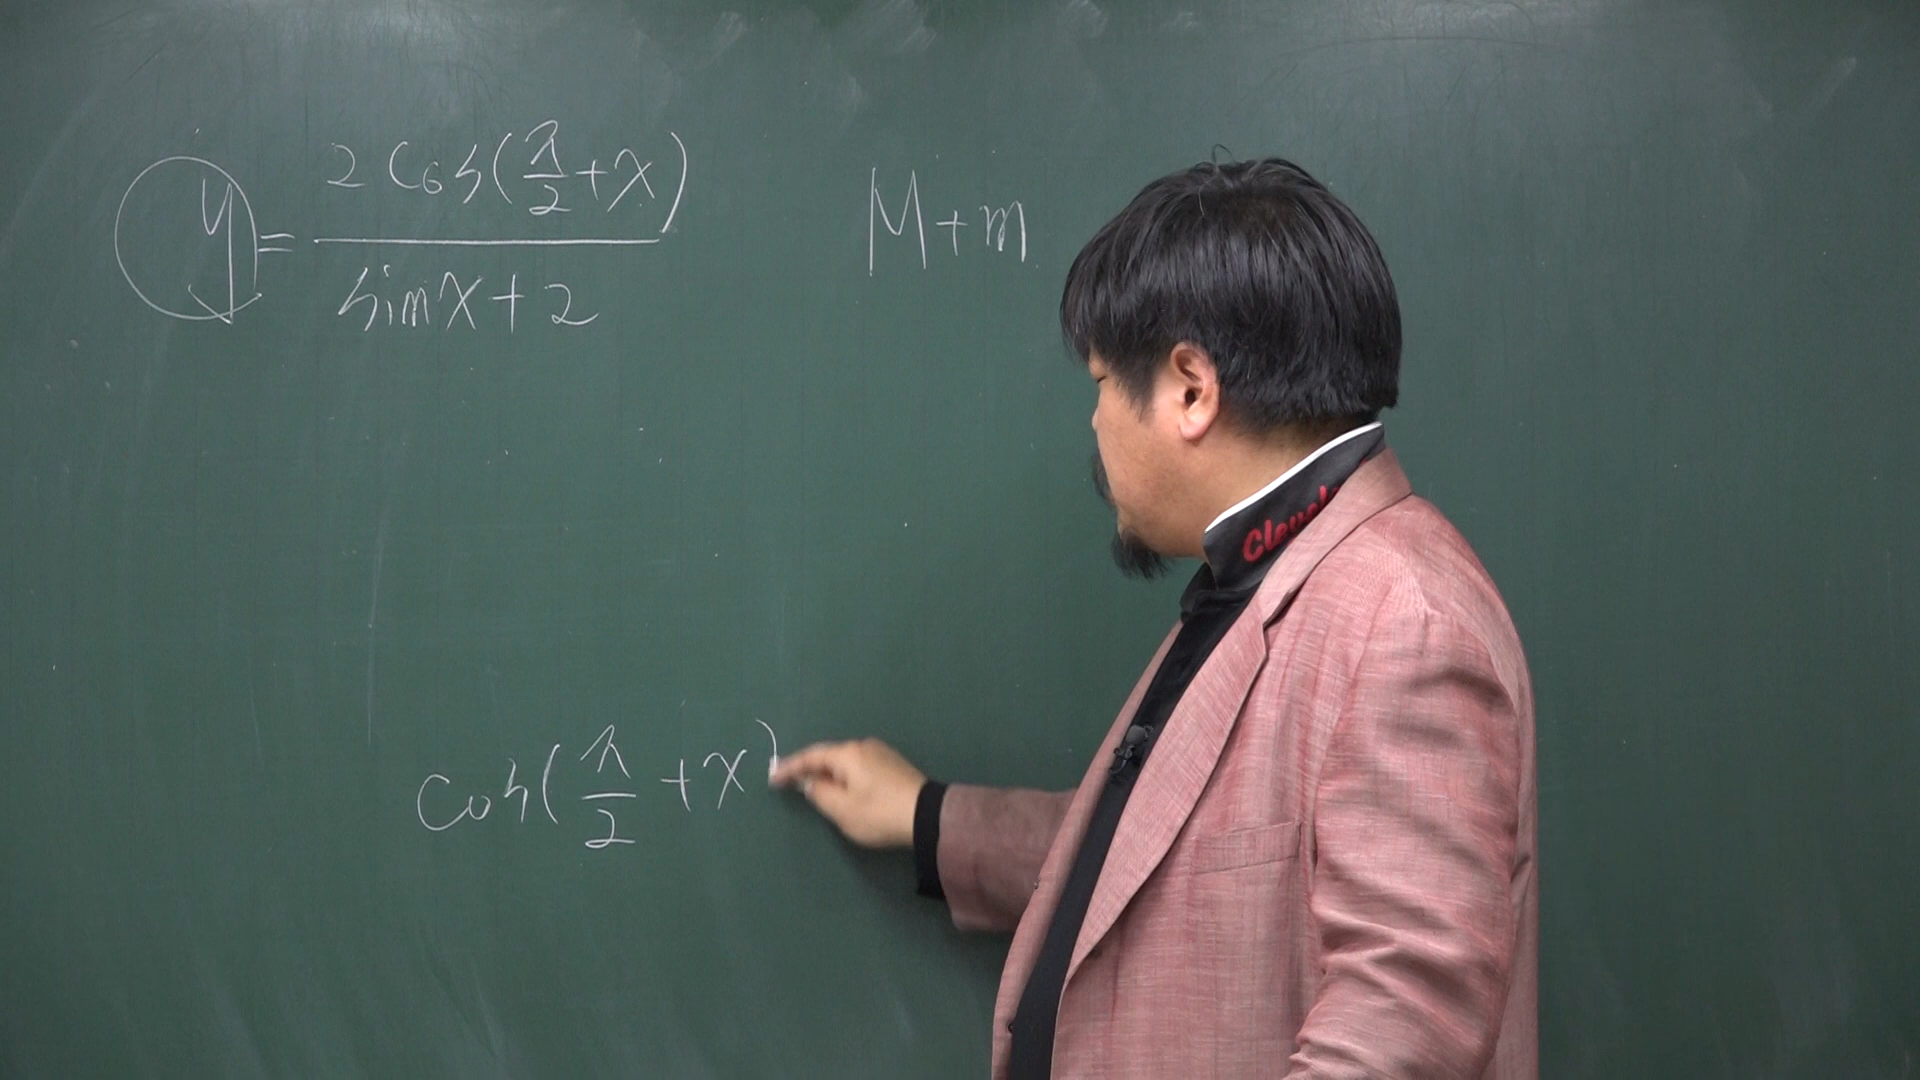 y = 2cos(π/2+x) / sinx+2
M+m
cos(π/2+x)